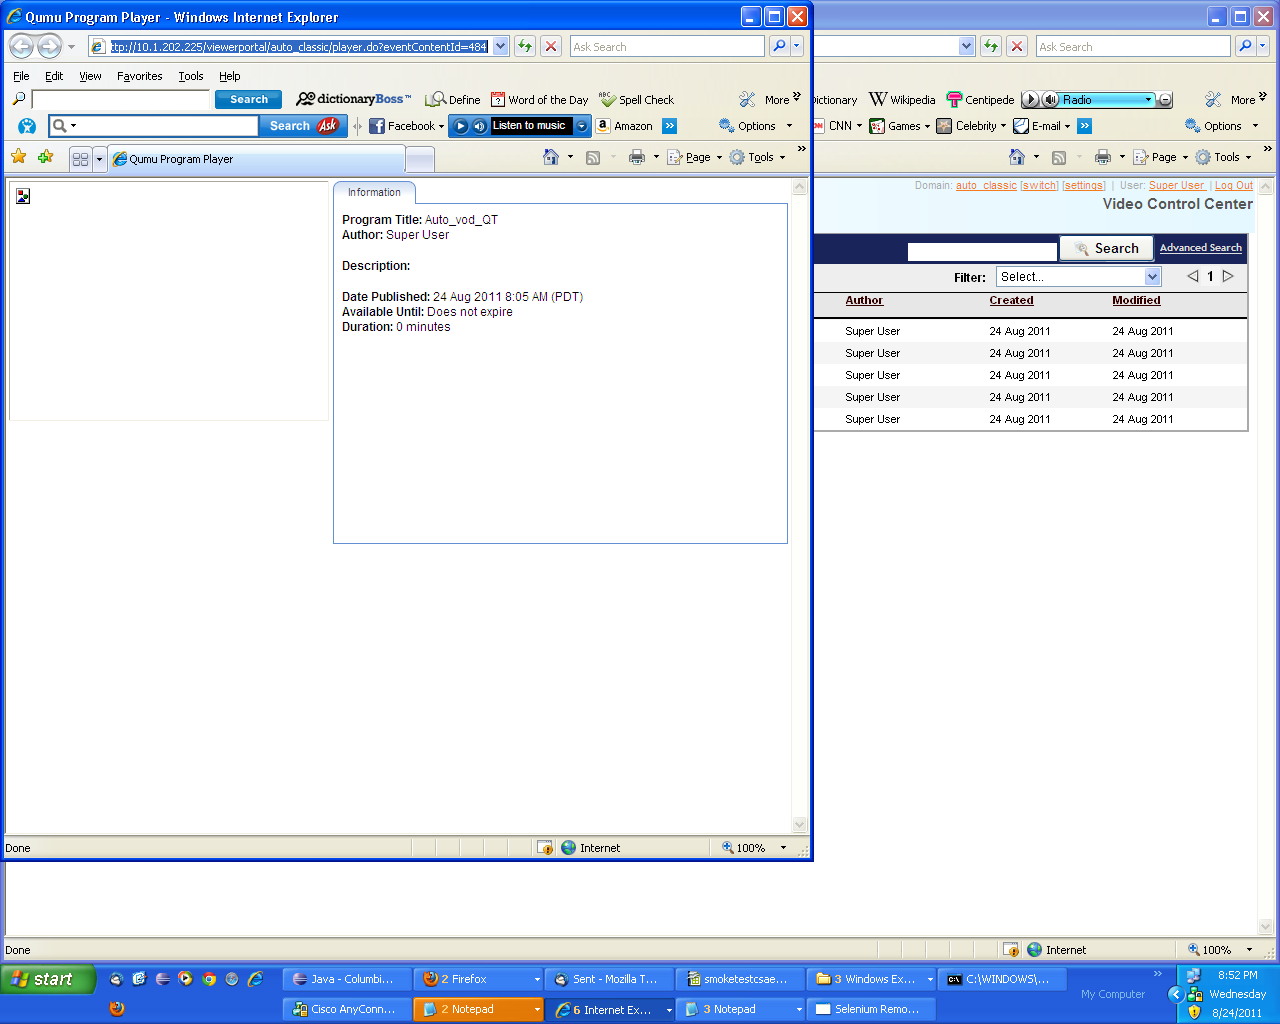 Qumu Program Player - Windows Internet Explorer
ttp://10.1.202.225/viewerportal/auto_classic/player.do?eventContentId=484
Ask Search
Ask Search
File Edit View Favorites Tools Help
Search dictionaryBoss™ Define Word of the Day ABC Spell Check More »
Dictionary Wikipedia Centipede Radio More »
Search Ask Facebook Listen to music Amazon » Options
CNN Games Celebrity E-mail » Options
Qumu Program Player
Page Tools »
Page Tools »
Information
Program Title: Auto_vod_QT
Author: Super User
Description:
Date Published: 24 Aug 2011 8:05 AM (PDT)
Available Until: Does not expire
Duration: 0 minutes
Domain: auto_classic [switch] [settings] | User: Super User | Log Out
Video Control Center
Search Advanced Search
Filter: Select... 1
Author Created Modified
Super User 24 Aug 2011 24 Aug 2011
Super User 24 Aug 2011 24 Aug 2011
Super User 24 Aug 2011 24 Aug 2011
Super User 24 Aug 2011 24 Aug 2011
Super User 24 Aug 2011 24 Aug 2011
Done Internet 100%
Done Internet 100%
start Java - Columbi... 2 Firefox Sent - Mozilla T... smoketestcsae... 3 Windows Ex... C:\WINDOWS\... » 8:52 PM
My Computer Wednesday
Cisco AnyConn... 2 Notepad 6 Internet Ex... 3 Notepad Selenium Remo... 8/24/2011